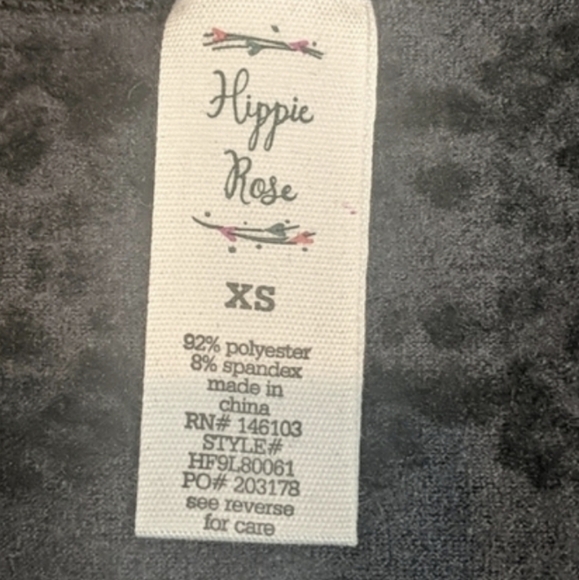 Hippie
Rose
XS
92% polyester
8% spandex
made in
china
RN# 146103
STYLE#
HF9L80061
PO# 203178
see reverse
for care